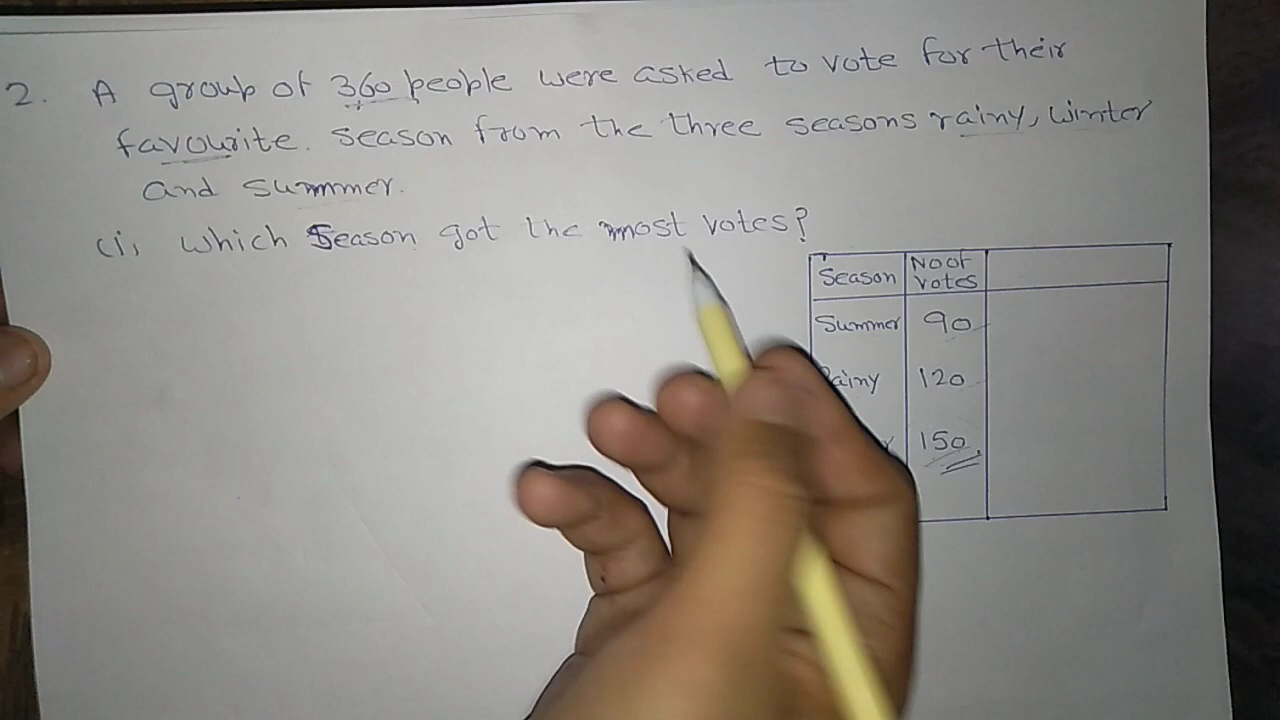 2. A group of 360 people were asked to vote for their
favourite. season from the three seasons rainy, winter
and summer.
(i) which Season got the most votes?
Season No of votes
Summer 90
Rainy 120
150